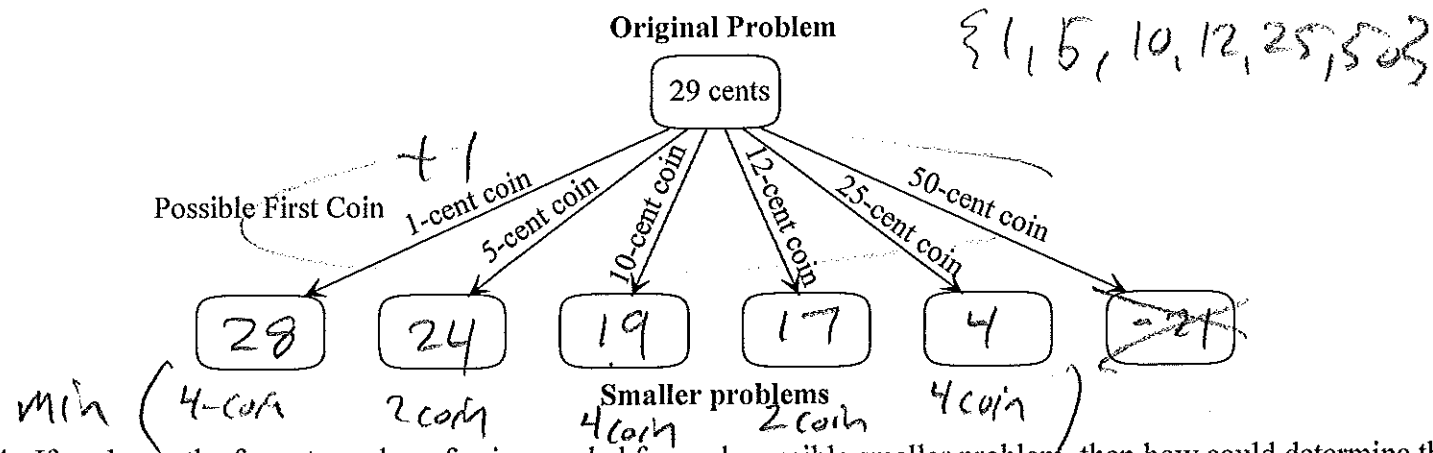 Original Problem
{1, 5, 10, 12, 25, 50}
29 cents
+1
Possible First Coin
1-cent coin
5-cent coin
10-cent coin
12-cent coin
25-cent coin
50-cent coin
28 24 19 17 4 -21
Smaller problems
min ( 4-coin 2 coin 4 coin 2 coin 4 coin )